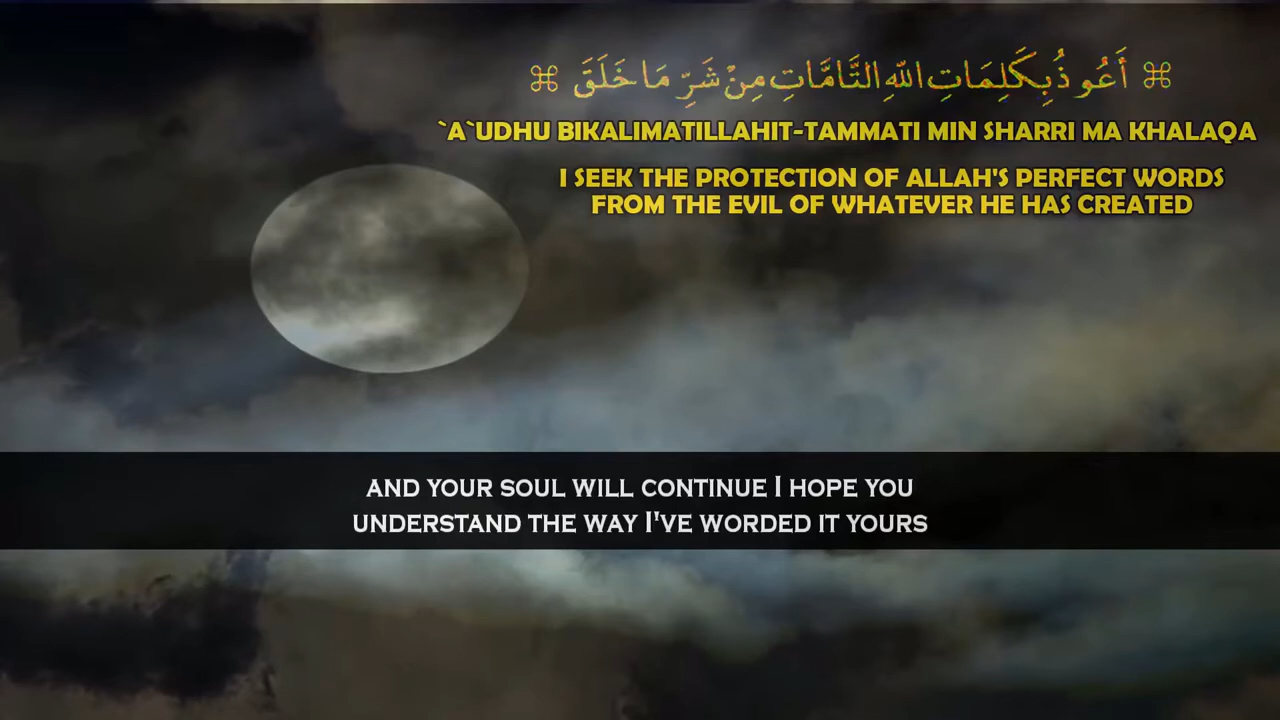 ⌘ أَعُوذُ بِكَلِمَاتِ اللهِ التَّامَّاتِ مِنْ شَرِّ مَا خَلَقَ ⌘
`A`UDHU BIKALIMATILLAHIT-TAMMATI MIN SHARRI MA KHALAQA
I SEEK THE PROTECTION OF ALLAH'S PERFECT WORDS
FROM THE EVIL OF WHATEVER HE HAS CREATED
AND YOUR SOUL WILL CONTINUE I HOPE YOU
UNDERSTAND THE WAY I'VE WORDED IT YOURS